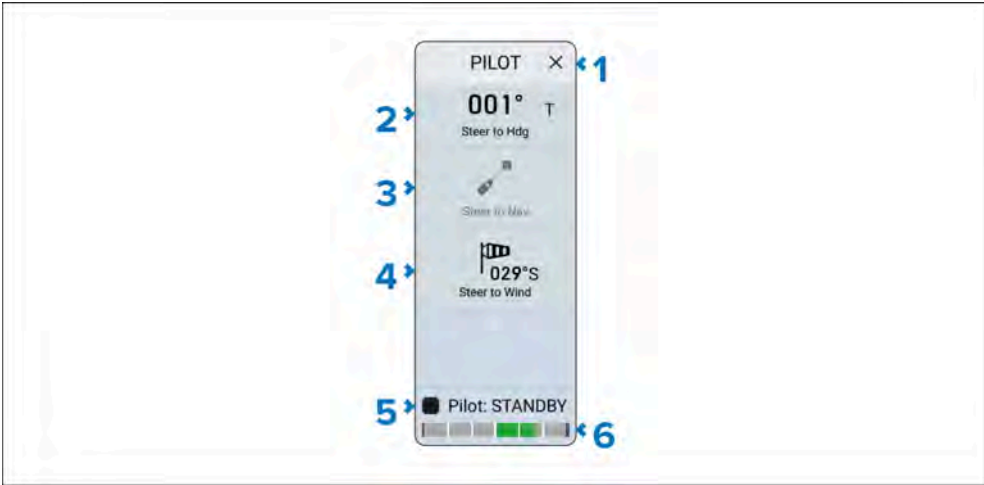 PILOT × 1
2 001° T
Steer to Hdg
3
Steer to Nav
4 029°S
Steer to Wind
5 Pilot: STANDBY
6